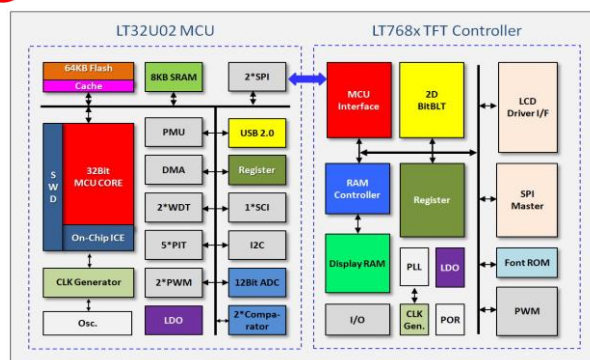 LT32U02 MCU
LT768x TFT Controller
64KB Flash
Cache
8KB SRAM
2*SPI
MCU
Interface
2D
BitBLT
LCD
Driver I/F
SWD
32Bit
MCU CORE
On-Chip ICE
PMU
USB 2.0
DMA
Register
2*WDT
1*SCI
5*PIT
I2C
CLK Generator
2*PWM
12Bit ADC
Osc.
LDO
2*Compa-
rator
RAM
Controller
Register
SPI
Master
Display RAM
PLL
LDO
Font ROM
I/O
CLK
Gen.
POR
PWM